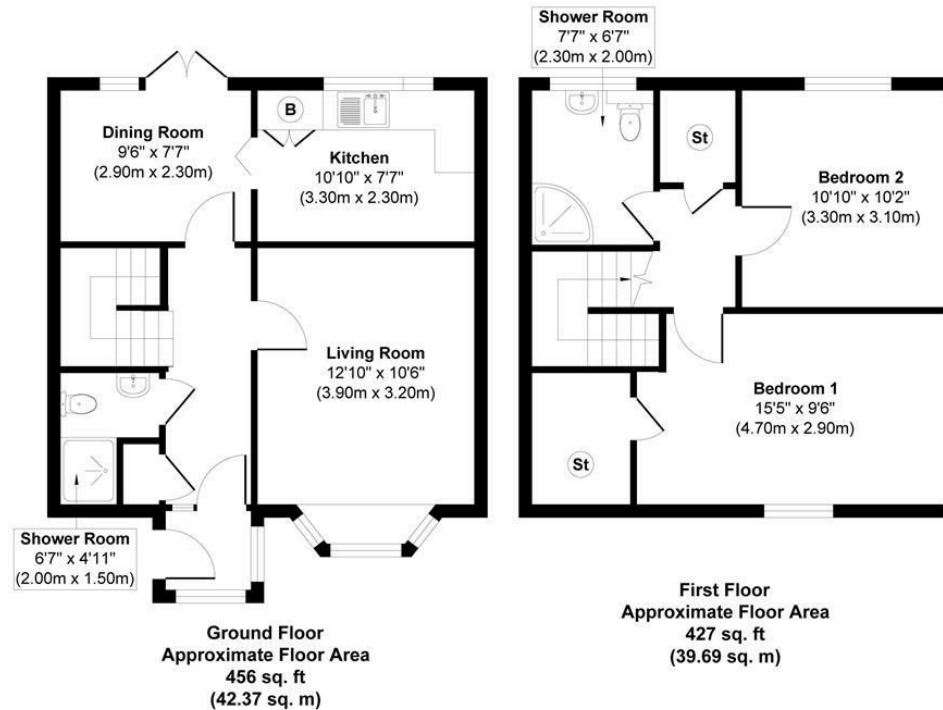 Shower Room
7'7" x 6'7"
(2.30m x 2.00m)
Dining Room
9'6" x 7'7"
(2.90m x 2.30m)
B
Kitchen
10'10" x 7'7"
(3.30m x 2.30m)
St
Bedroom 2
10'10" x 10'2"
(3.30m x 3.10m)
Living Room
12'10" x 10'6"
(3.90m x 3.20m)
Bedroom 1
15'5" x 9'6"
(4.70m x 2.90m)
St
Shower Room
6'7" x 4'11"
(2.00m x 1.50m)
Ground Floor
Approximate Floor Area
456 sq. ft
(42.37 sq. m)
First Floor
Approximate Floor Area
427 sq. ft
(39.69 sq. m)